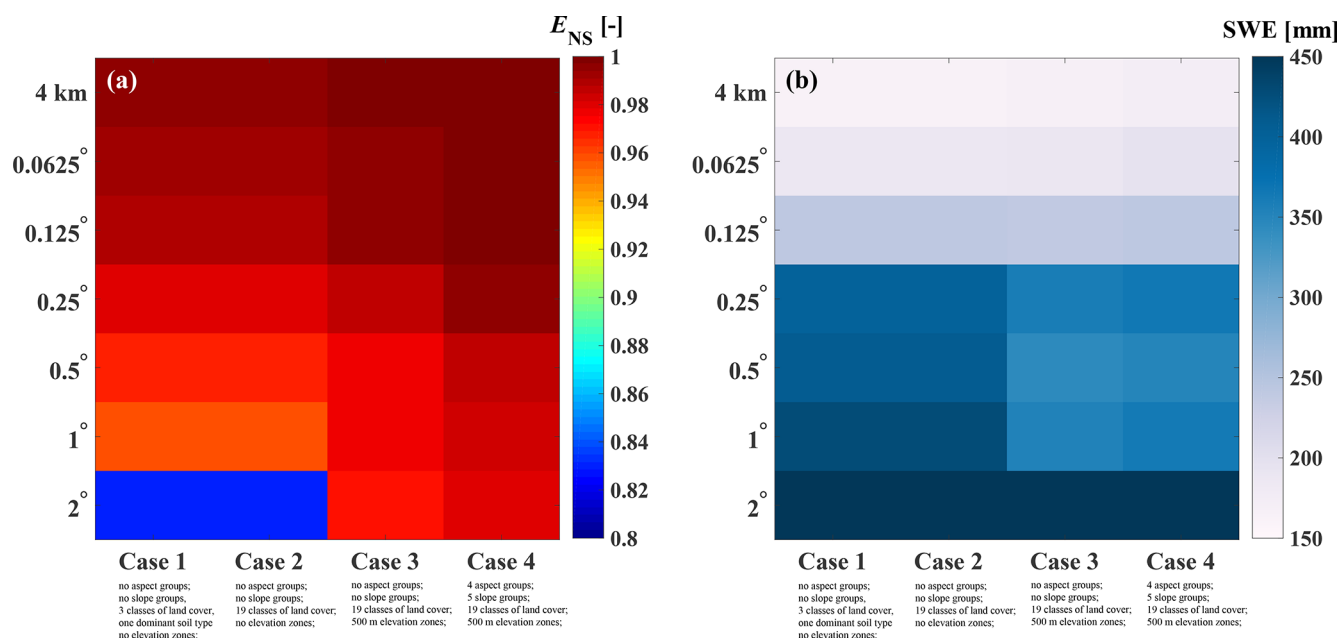 E_NS [-]
(a)
4 km
0.0625°
0.125°
0.25°
0.5°
1°
2°
1
0.98
0.96
0.94
0.92
0.9
0.88
0.86
0.84
0.82
0.8
Case 1
no aspect groups;
no slope groups,
3 classes of land cover,
one dominant soil type
no elevation zones;
Case 2
no aspect groups;
no slope groups;
19 classes of land cover;
no elevation zones;
Case 3
no aspect groups;
no slope groups;
19 classes of land cover;
500 m elevation zones;
Case 4
4 aspect groups;
5 slope groups;
19 classes of land cover;
500 m elevation zones;
SWE [mm]
(b)
4 km
0.0625°
0.125°
0.25°
0.5°
1°
2°
450
400
350
300
250
200
150
Case 1
no aspect groups;
no slope groups,
3 classes of land cover,
one dominant soil type
no elevation zones;
Case 2
no aspect groups;
no slope groups;
19 classes of land cover;
no elevation zones;
Case 3
no aspect groups;
no slope groups;
19 classes of land cover;
500 m elevation zones;
Case 4
4 aspect groups;
5 slope groups;
19 classes of land cover;
500 m elevation zones;